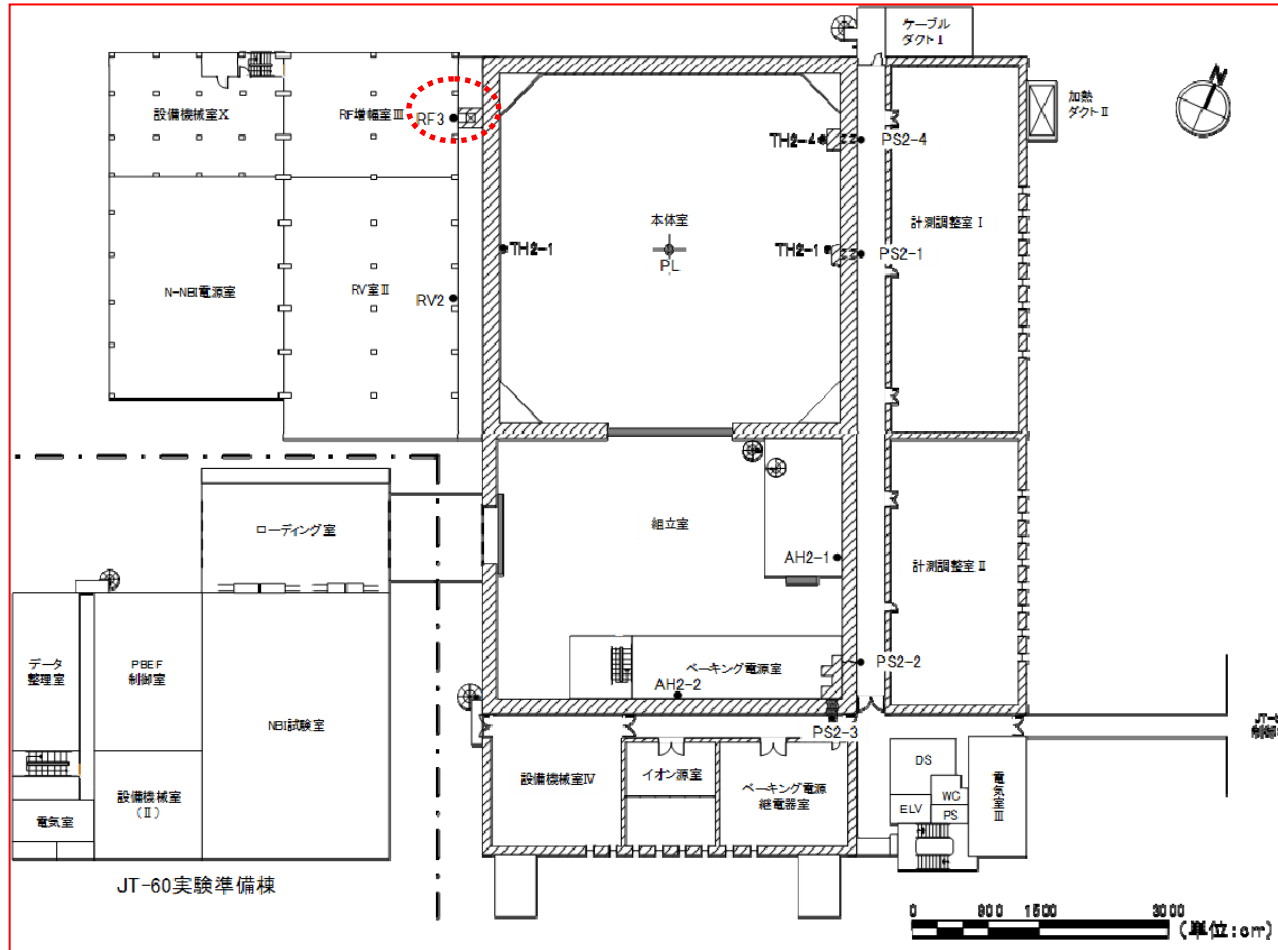 ケーブル
ダクトⅠ
N
加熱
ダクトⅡ
設備機械室Ⅹ
RF増幅室Ⅲ
RF3
TH2-4
PS2-4
本体室
計測調整室Ⅰ
TH2-1
TH2-1
PS2-1
PL
N-NBI電源室
RV室Ⅱ
RV2
ローディング室
組立室
AH2-1
計測調整室Ⅱ
データ
整理室
PBEF
制御室
NBI試験室
ベーキング電源室
PS2-2
AH2-2
PS2-3
設備機械室Ⅳ
イオン源室
ベーキング電源
継電器室
DS
WC
ELV
PS
電気室Ⅲ
設備機械室
(Ⅱ)
電気室
JT-60実験準備棟
0
1500
3000
(単位:cm)